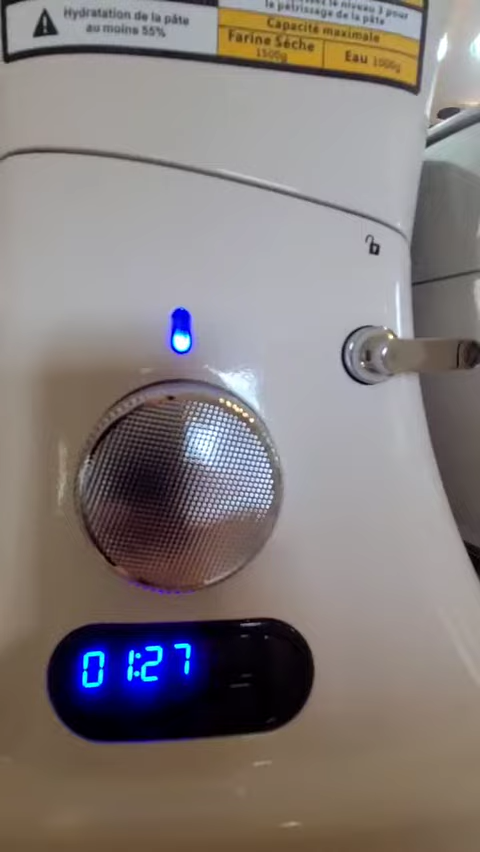 Hydratation de la pâte
au moins 55%
le niveau 3 pour
le pétrissage de la pâte
Capacité maximale
Farine Sèche
1500g
Eau 1000g
01:27